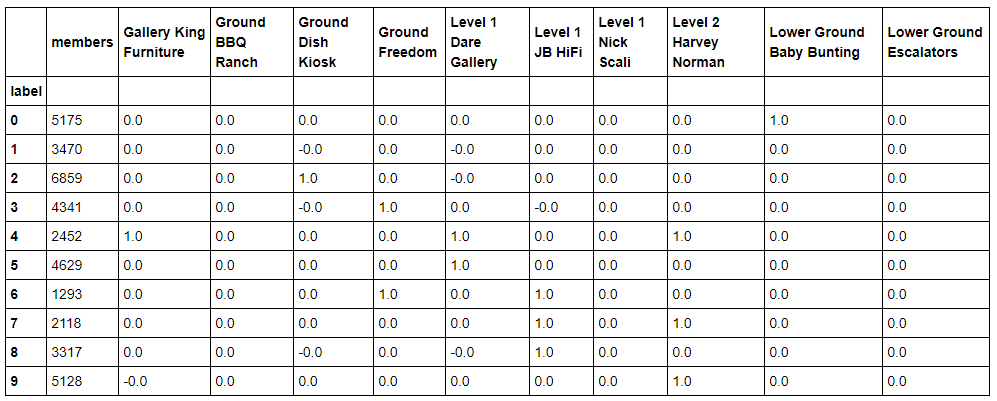 members Gallery King Furniture Ground BBQ Ranch Ground Dish Kiosk Ground Freedom Level 1 Dare Gallery Level 1 JB HiFi Level 1 Nick Scali Level 2 Harvey Norman Lower Ground Baby Bunting Lower Ground Escalators
label
0 5175 0.0 0.0 0.0 0.0 0.0 0.0 0.0 0.0 1.0 0.0
1 3470 0.0 0.0 -0.0 0.0 -0.0 0.0 0.0 0.0 0.0 0.0
2 6859 0.0 0.0 1.0 0.0 -0.0 0.0 0.0 0.0 0.0 0.0
3 4341 0.0 0.0 -0.0 1.0 0.0 -0.0 0.0 0.0 0.0 0.0
4 2452 1.0 0.0 0.0 0.0 1.0 0.0 0.0 1.0 0.0 0.0
5 4629 0.0 0.0 0.0 0.0 1.0 0.0 0.0 0.0 0.0 0.0
6 1293 0.0 0.0 0.0 1.0 0.0 1.0 0.0 0.0 0.0 0.0
7 2118 0.0 0.0 0.0 0.0 0.0 1.0 0.0 1.0 0.0 0.0
8 3317 0.0 0.0 -0.0 0.0 -0.0 1.0 0.0 0.0 0.0 0.0
9 5128 -0.0 0.0 0.0 0.0 0.0 0.0 0.0 1.0 0.0 0.0